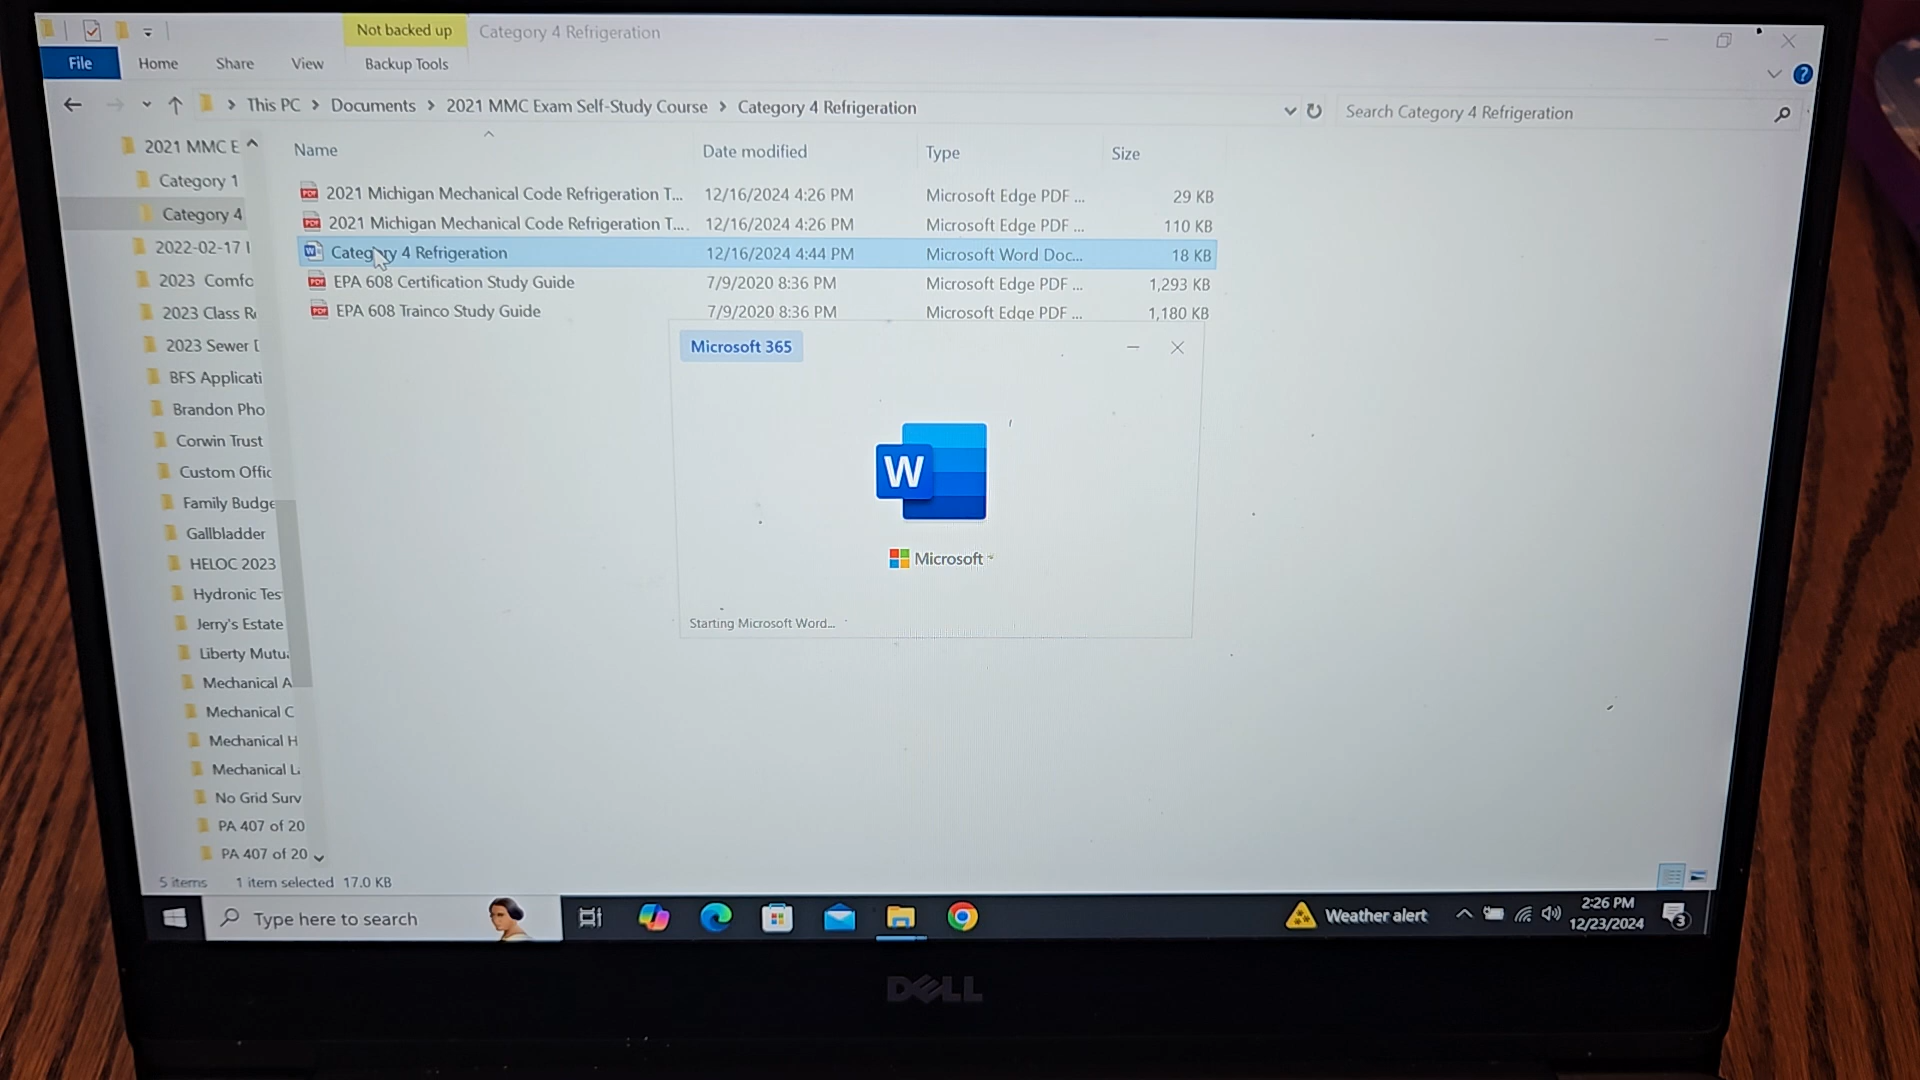 Not backed up Category 4 Refrigeration
File Home Share View Backup Tools
This PC > Documents > 2021 MMC Exam Self-Study Course > Category 4 Refrigeration
Search Category 4 Refrigeration
Name Date modified Type Size
2021 Michigan Mechanical Code Refrigeration T... 12/16/2024 4:26 PM Microsoft Edge PDF ... 29 KB
2021 Michigan Mechanical Code Refrigeration T... 12/16/2024 4:26 PM Microsoft Edge PDF ... 110 KB
Category 4 Refrigeration 12/16/2024 4:44 PM Microsoft Word Doc... 18 KB
EPA 608 Certification Study Guide 7/9/2020 8:36 PM Microsoft Edge PDF ... 1,293 KB
EPA 608 Trainco Study Guide 7/9/2020 8:36 PM Microsoft Edge PDF ... 1,180 KB
2021 MMC E
Category 1
Category 4
2022-02-17
2023 Comfo
2023 Class R
2023 Sewer
BFS Applicati
Brandon Pho
Corwin Trust
Custom Offic
Family Budge
Gallbladder
HELOC 2023
Hydronic Tes
Jerry's Estate
Liberty Mutu
Mechanical A
Mechanical C
Mechanical H
Mechanical L
No Grid Surv
PA 407 of 20
PA 407 of 20
Microsoft 365
W
Microsoft
Starting Microsoft Word...
5 items 1 item selected 17.0 KB
Type here to search
Weather alert
2:26 PM
12/23/2024
3
DELL